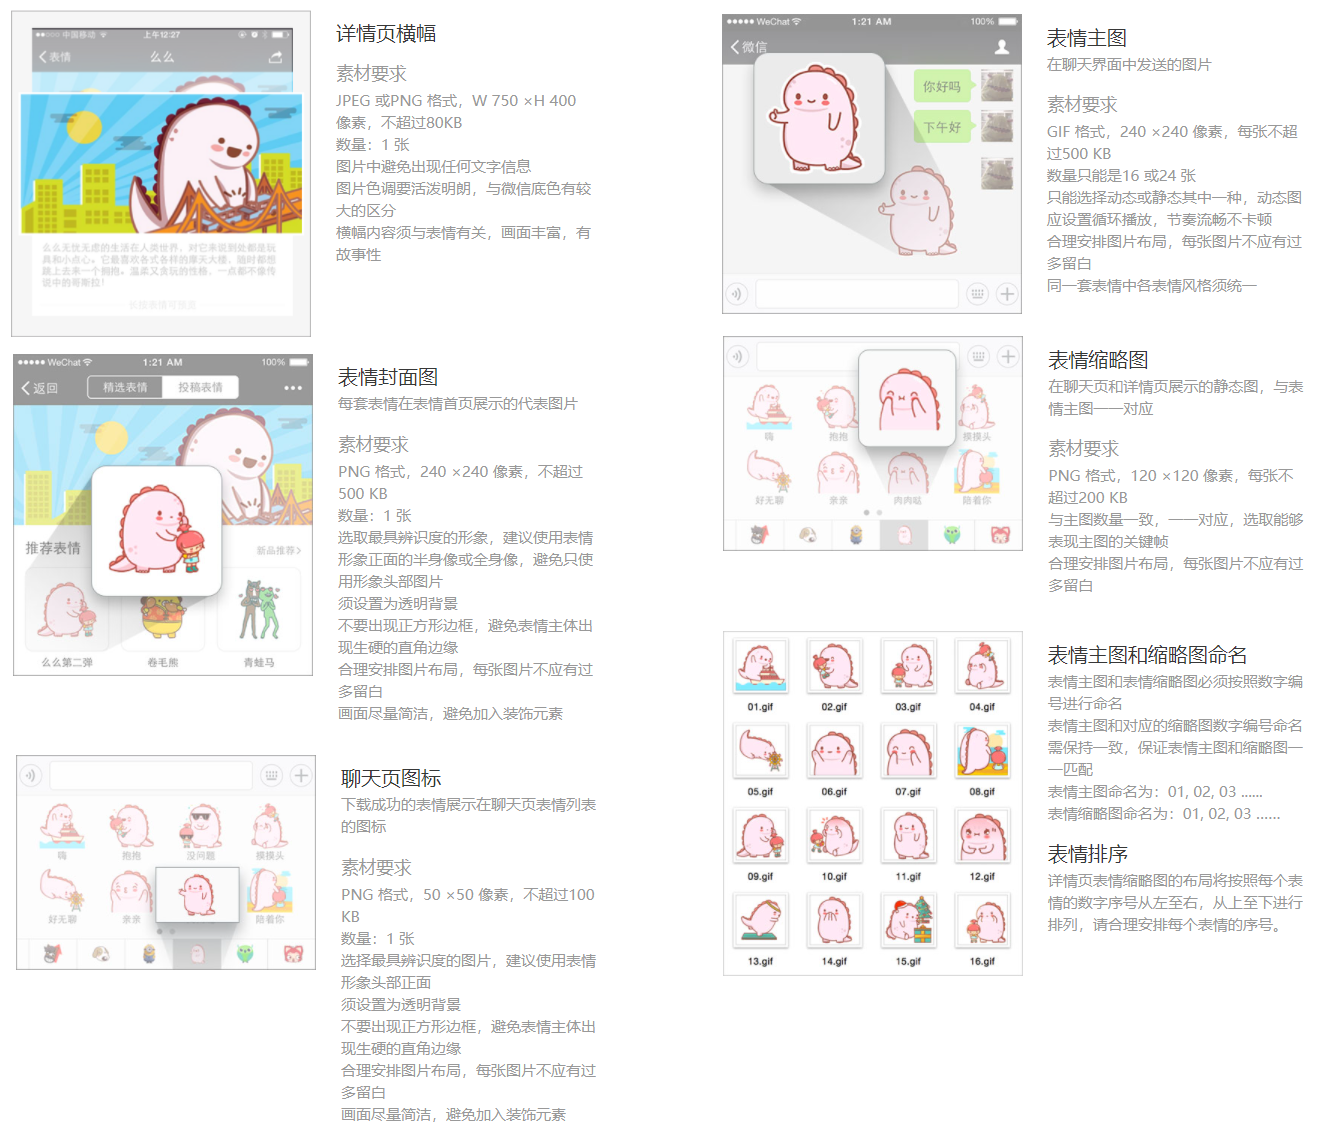 中国移动
上午12:27
表情
么么
么么无忧无虑的生活在人类世界，对它来说到处都是玩
具和小点心。它最喜欢各式各样的摩天大楼，随时都想
跳上去来一个拥抱。温柔又贪玩的性格，一点都不像传
说中的哥斯拉！
详情页横幅
素材要求
JPEG 或PNG 格式，W 750 ×H 400
像素，不超过80KB
数量：1 张
图片中避免出现任何文字信息
图片色调要活泼明朗，与微信底色有较
大的区分
横幅内容须与表情有关，画面丰富，有
故事性
WeChat
1:21 AM
100%
返回
精选表情
投稿表情
推荐表情
新品推荐
么么第二弹
卷毛熊
青蛙马
表情封面图
每套表情在表情首页展示的代表图片
素材要求
PNG 格式，240 ×240 像素，不超过
500 KB
数量：1 张
选取最具辨识度的形象，建议使用表情
形象正面的半身像或全身像，避免只使
用形象头部图片
须设置为透明背景
不要出现正方形边框，避免表情主体出
现生硬的直角边缘
合理安排图片布局，每张图片不应有过
多留白
画面尽量简洁，避免加入装饰元素
嗨
抱抱
没问题
摸摸头
好无聊
亲亲
陪着你
聊天页图标
下载成功的表情展示在聊天页表情列表
的图标
素材要求
PNG 格式，50 ×50 像素，不超过100
KB
数量：1 张
选择最具辨识度的图片，建议使用表情
形象头部正面
须设置为透明背景
不要出现正方形边框，避免表情主体出
现生硬的直角边缘
合理安排图片布局，每张图片不应有过
多留白
画面尽量简洁，避免加入装饰元素
WeChat
1:21 AM
100%
微信
你好吗
下午好
表情主图
在聊天界面中发送的图片
素材要求
GIF 格式，240 ×240 像素，每张不超
过500 KB
数量只能是16 或24 张
只能选择动态或静态其中一种，动态图
应设置循环播放，节奏流畅不卡顿
合理安排图片布局，每张图片不应有过
多留白
同一套表情中各表情风格须统一
嗨
抱抱
摸摸头
好无聊
亲亲
肉肉哒
陪着你
表情缩略图
在聊天页和详情页展示的静态图，与表
情主图一一对应
素材要求
PNG 格式，120 ×120 像素，每张不
超过200 KB
与主图数量一致，一一对应，选取能够
表现主图的关键帧
合理安排图片布局，每张图片不应有过
多留白
01.gif
02.gif
03.gif
04.gif
05.gif
06.gif
07.gif
08.gif
09.gif
10.gif
11.gif
12.gif
13.gif
14.gif
15.gif
16.gif
表情主图和缩略图命名
表情主图和表情缩略图必须按照数字编
号进行命名
表情主图和对应的缩略图数字编号命名
需保持一致，保证表情主图和缩略图一
一匹配
表情主图命名为：01, 02, 03 ......
表情缩略图命名为：01, 02, 03 ......
表情排序
详情页表情缩略图的布局将按照每个表
情的数字序号从左至右，从上至下进行
排列，请合理安排每个表情的序号。